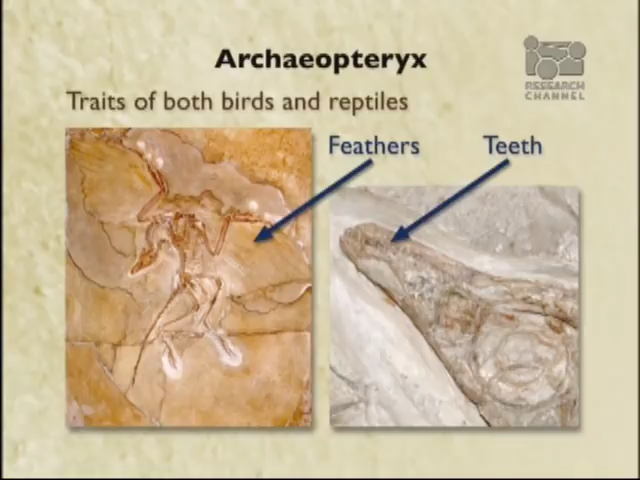 Archaeopteryx
RESEARCH
CHANNEL
Traits of both birds and reptiles
Feathers
Teeth